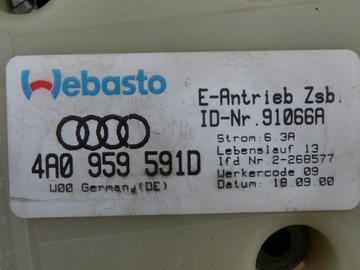 Webasto
E-Antrieb Zsb.
ID-Nr.91066A
Strom:6.3A
4A0 959 591D
Lebenslauf 13
lfd Nr.2-268577
W00 Germany(DE)
Werkercode 09
Datum: 18.09.00